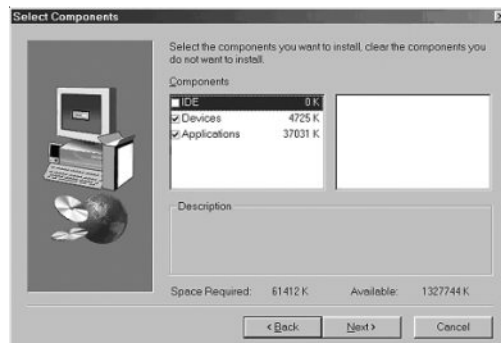 Select Components
Select the components you want to install, clear the components you
do not want to install.
Components
IDE 0 K
Devices 4725 K
Applications 37031 K
Description
Space Required: 61412 K Available: 1327744 K
< Back Next > Cancel